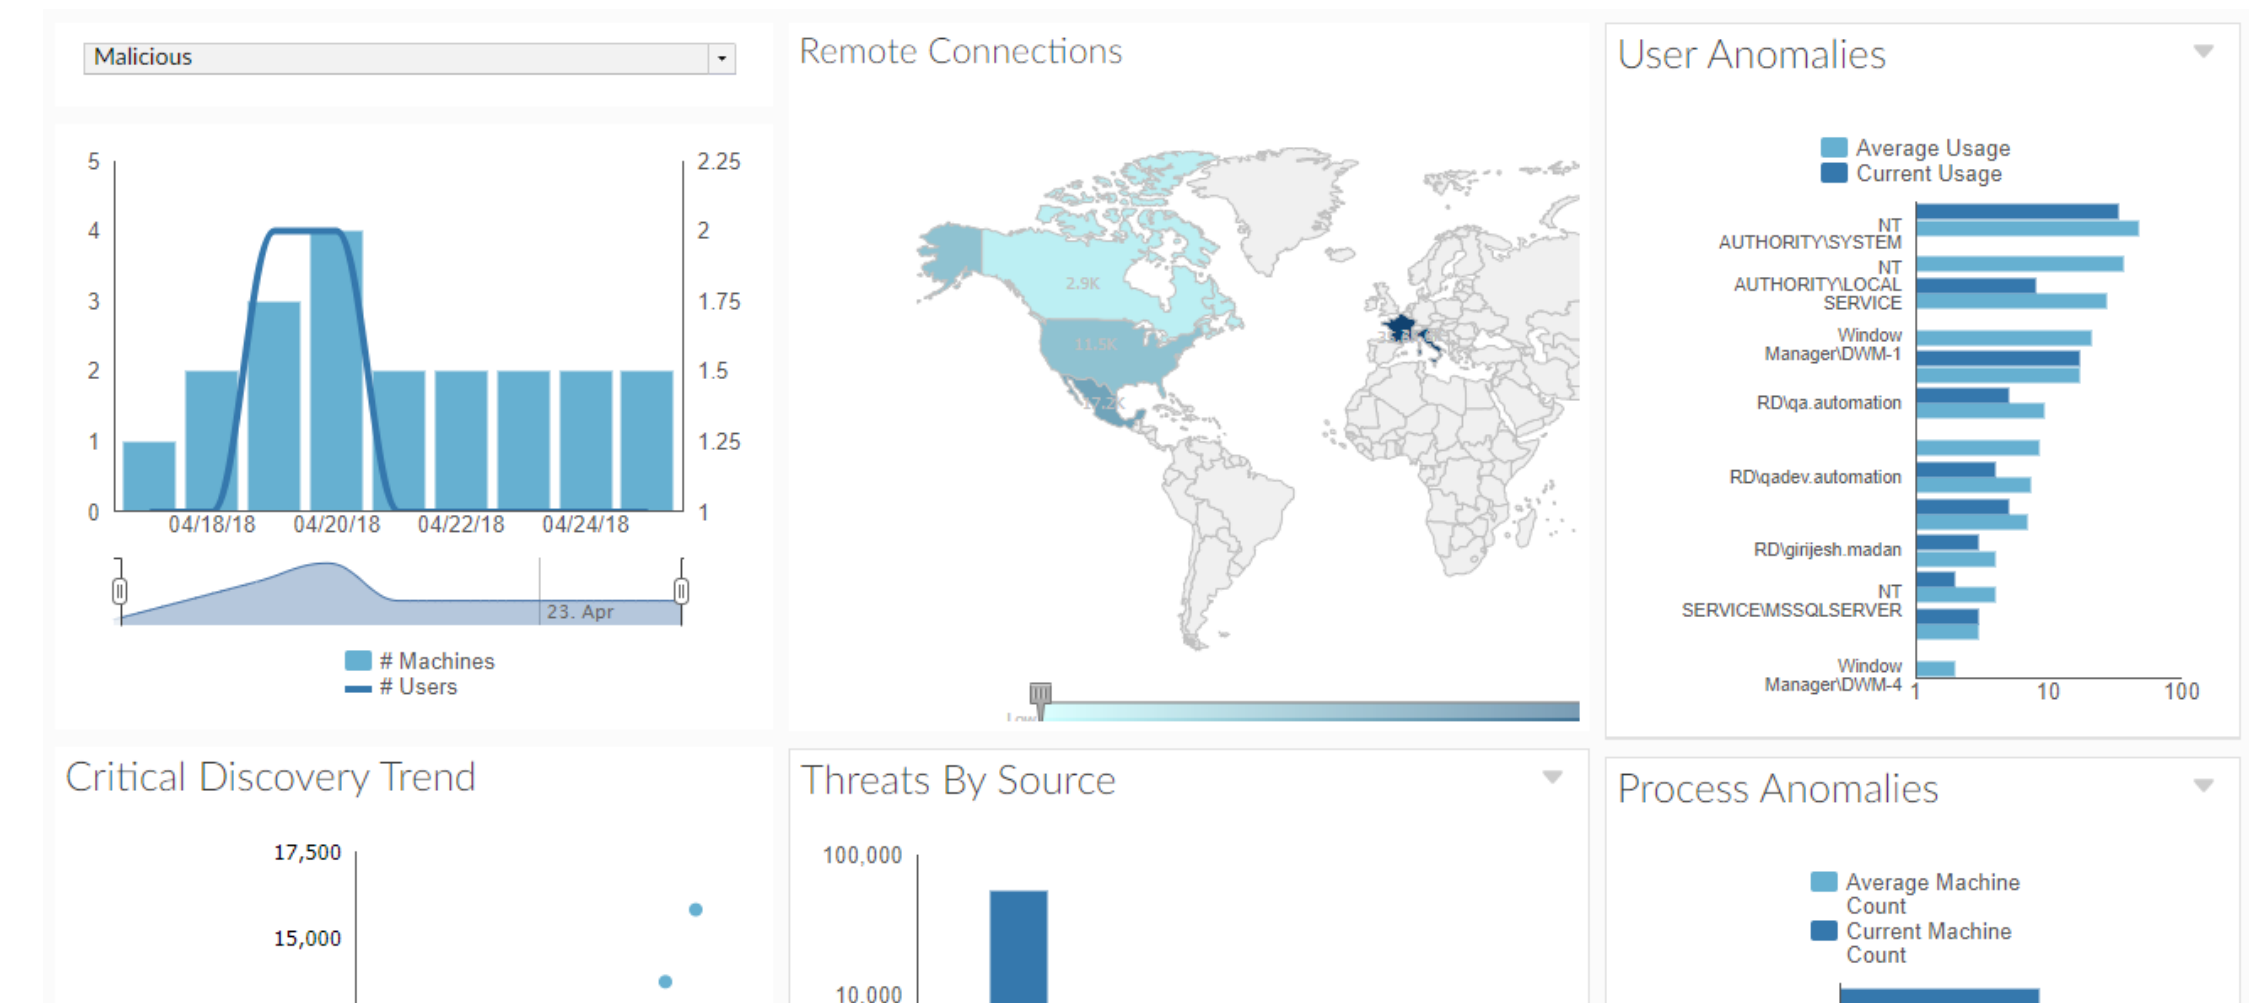 Malicious
5
4
3
2
1
0
2.25
2
1.75
1.5
1.25
1
04/18/18
04/20/18
04/22/18
04/24/18
23. Apr
# Machines
# Users
Remote Connections
2.9K
11.5K
17.2K
Low
User Anomalies
Average Usage
Current Usage
NT
AUTHORITY\SYSTEM
NT
AUTHORITY\LOCAL
SERVICE
Window
Manager\DWM-1
RD\qa.automation
RD\qadev.automation
RD\girijesh.madan
NT
SERVICE\MSSQLSERVER
Window
Manager\DWM-4
1
10
100
Critical Discovery Trend
17,500
15,000
Threats By Source
100,000
10,000
Process Anomalies
Average Machine
Count
Current Machine
Count